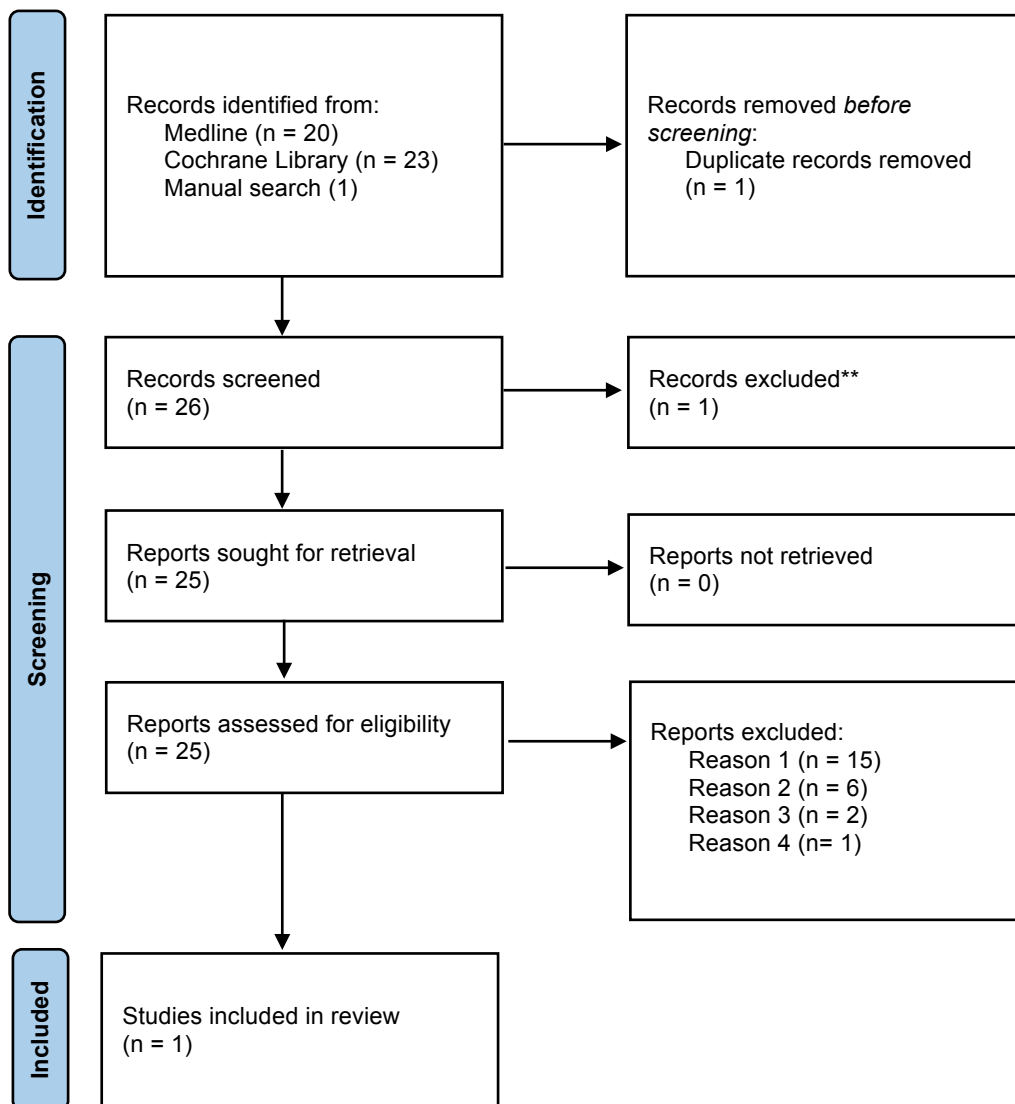 Identification
Records identified from:
Medline (n = 20)
Cochrane Library (n = 23)
Manual search (1)
Records removed before
screening:
Duplicate records removed
(n = 1)
Screening
Records screened
(n = 26)
Records excluded**
(n = 1)
Reports sought for retrieval
(n = 25)
Reports not retrieved
(n = 0)
Reports assessed for eligibility
(n = 25)
Reports excluded:
Reason 1 (n = 15)
Reason 2 (n = 6)
Reason 3 (n = 2)
Reason 4 (n= 1)
Included
Studies included in review
(n = 1)